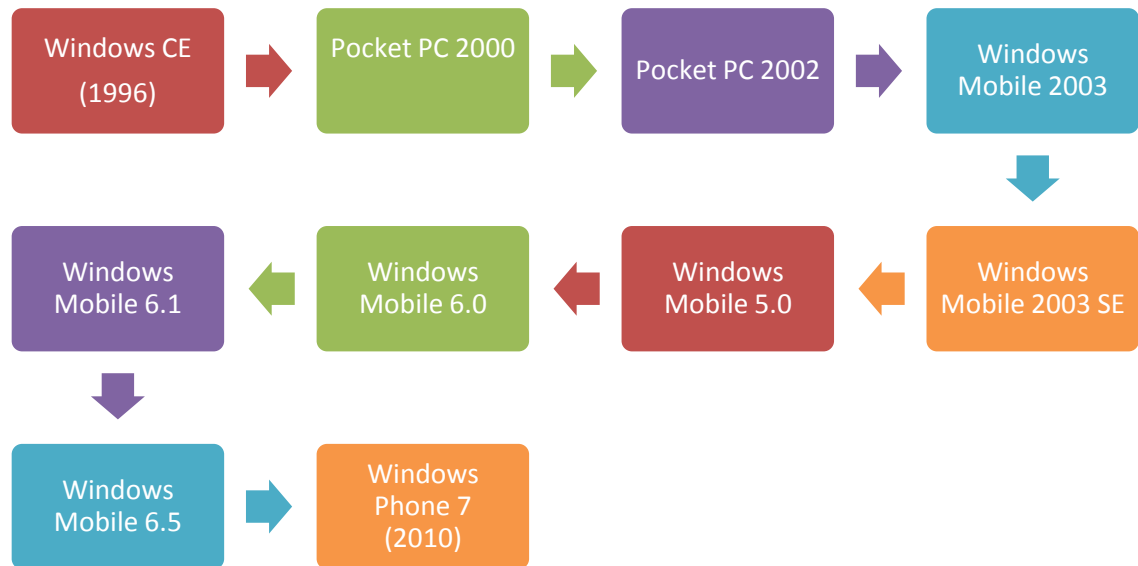 Windows CE
(1996)
Pocket PC 2000
Pocket PC 2002
Windows
Mobile 2003
Windows
Mobile 2003 SE
Windows
Mobile 5.0
Windows
Mobile 6.0
Windows
Mobile 6.1
Windows
Mobile 6.5
Windows
Phone 7
(2010)